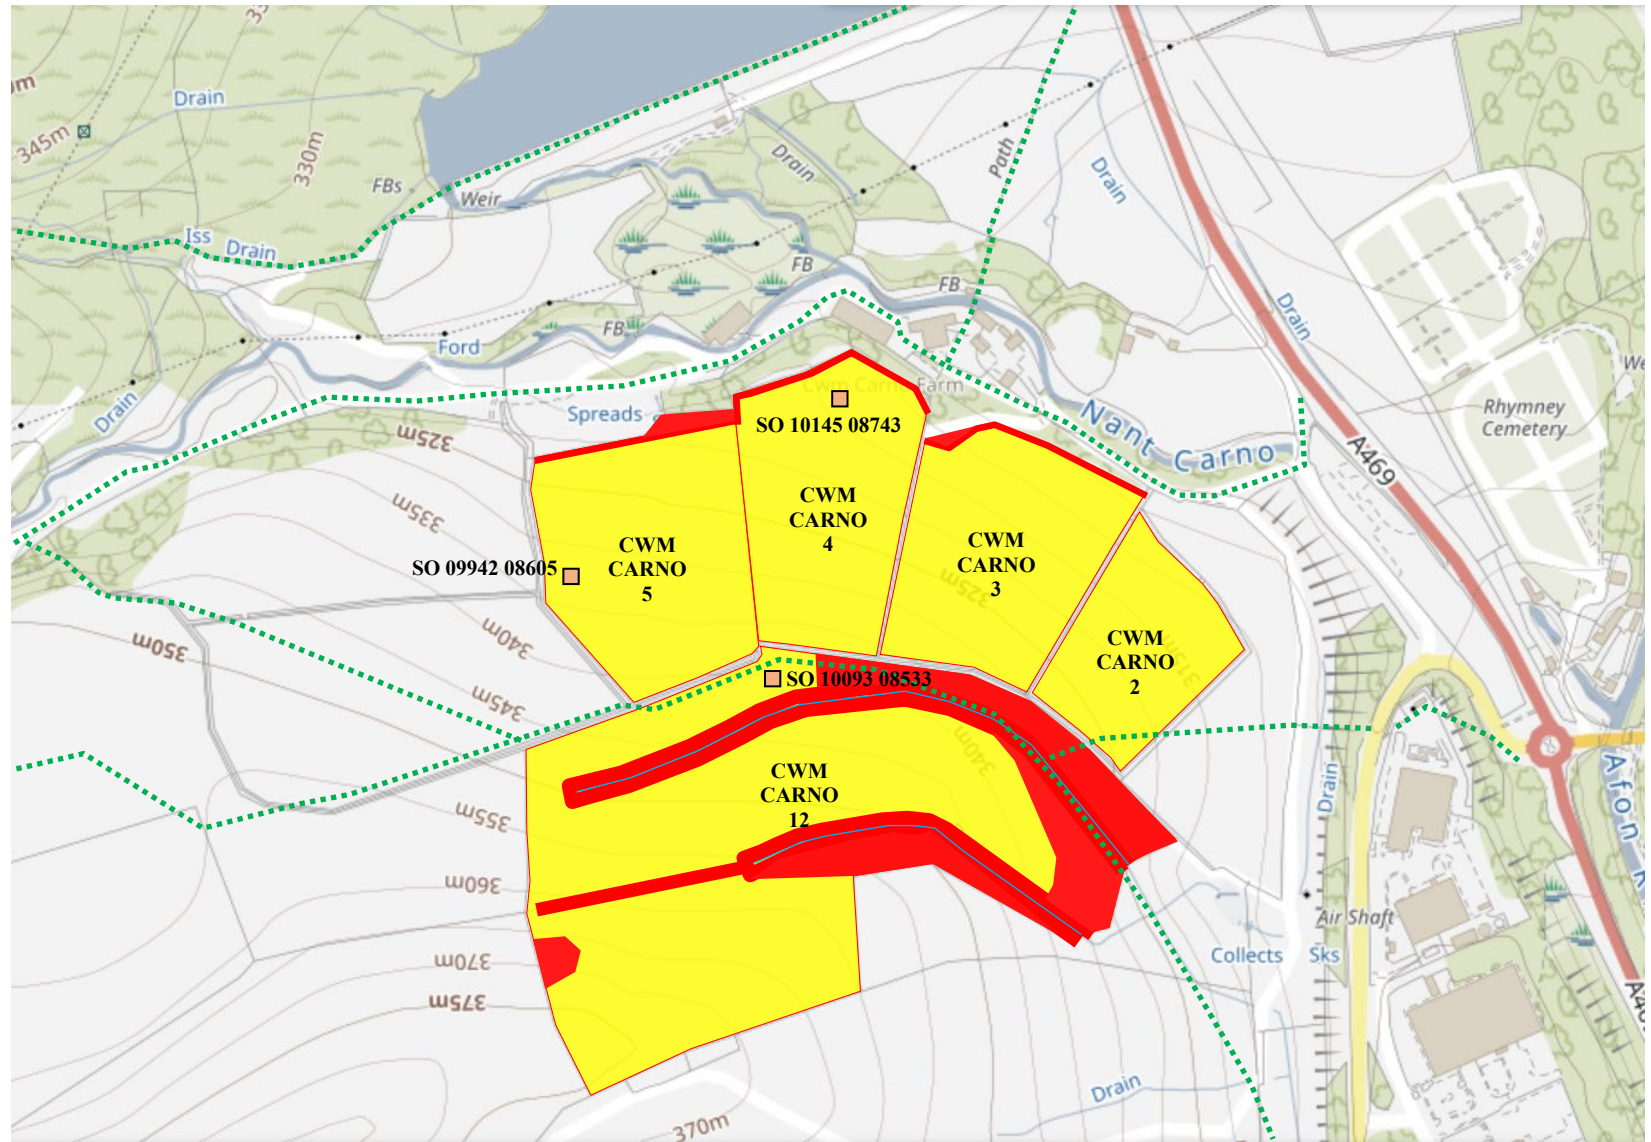 Drain
345m
330m
FBs
Weir
Drain
Path
Drain
Iss
Drain
FB
FB
FB
Drain
Ford
Drain
Spreads
Cwm Carno Farm
Nant Carno
A469
Rhymney
Cemetery
We
325m
335m
340m
345m
350m
355m
360m
370m
375m
SO 10145 08743
CWM
CARNO
4
CWM
CARNO
3
325m
CWM
CARNO
5
SO 09942 08605
CWM
CARNO
2
315m
SO 10093 08533
340m
CWM
CARNO
12
Drain
Afon R
Air Shaft
Collects
Sks
Drain
370m
A46